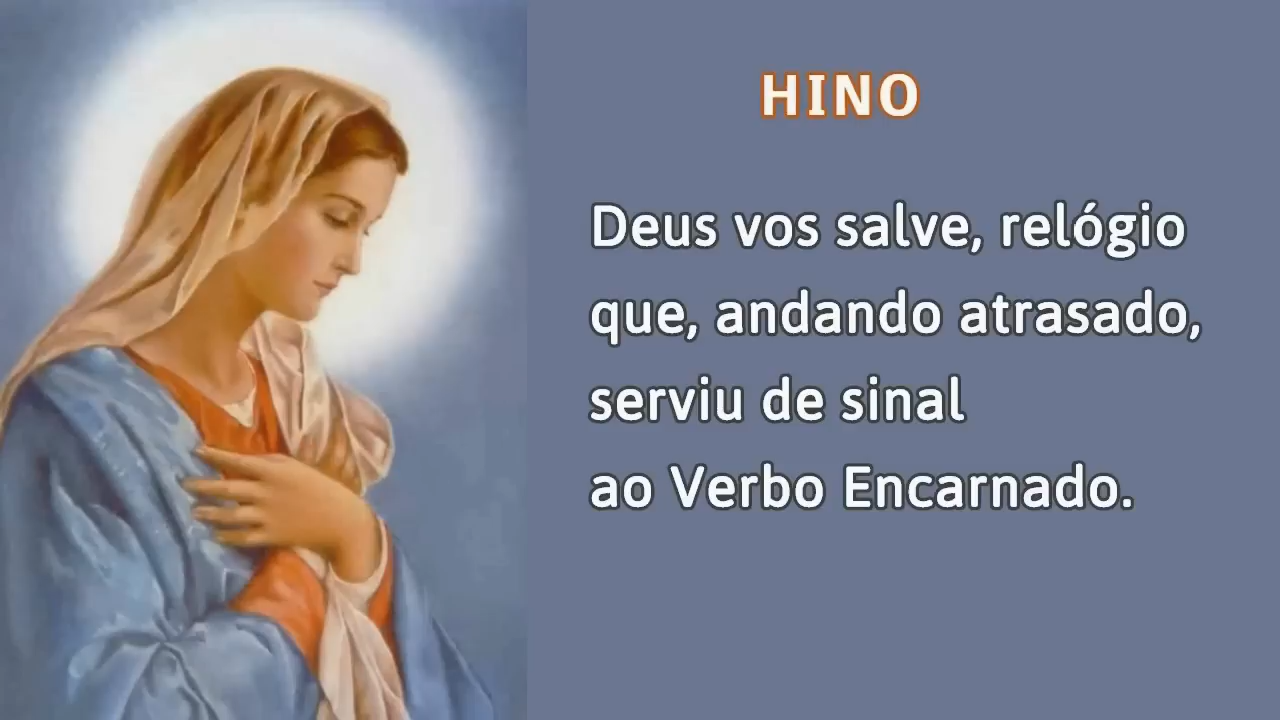 HINO
Deus vos salve, relógio
que, andando atrasado,
serviu de sinal
ao Verbo Encarnado.